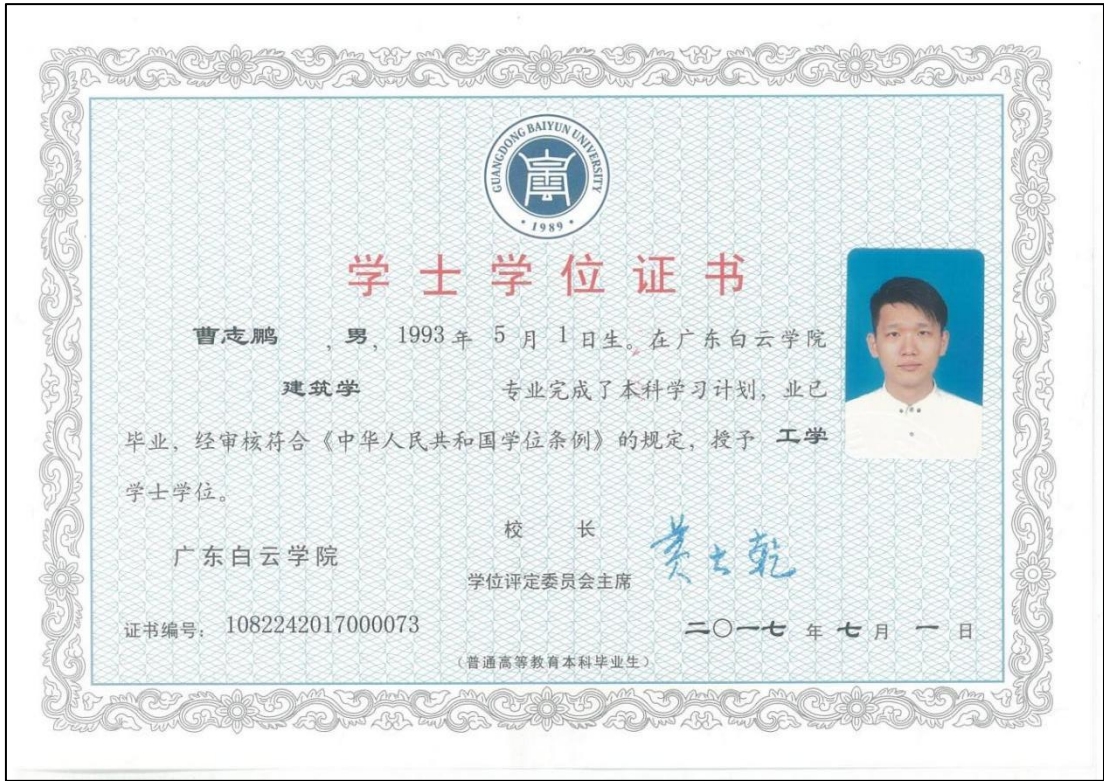 GUANGDONG BAIYUN UNIVERSITY
·1989·
学士学位证书
曹志鹏 ,男, 1993年 5月 1日生。在广东白云学院
建筑学 专业完成了本科学习计划, 业已
毕业、经审核符合《中华人民共和国学位条例》的规定, 授予 工学
学士学位。
校 长
广东白云学院
学位评定委员会主席
证书编号: 1082242017000073
二〇一七 年 七 月 一 日
(普通高等教育本科毕业生)